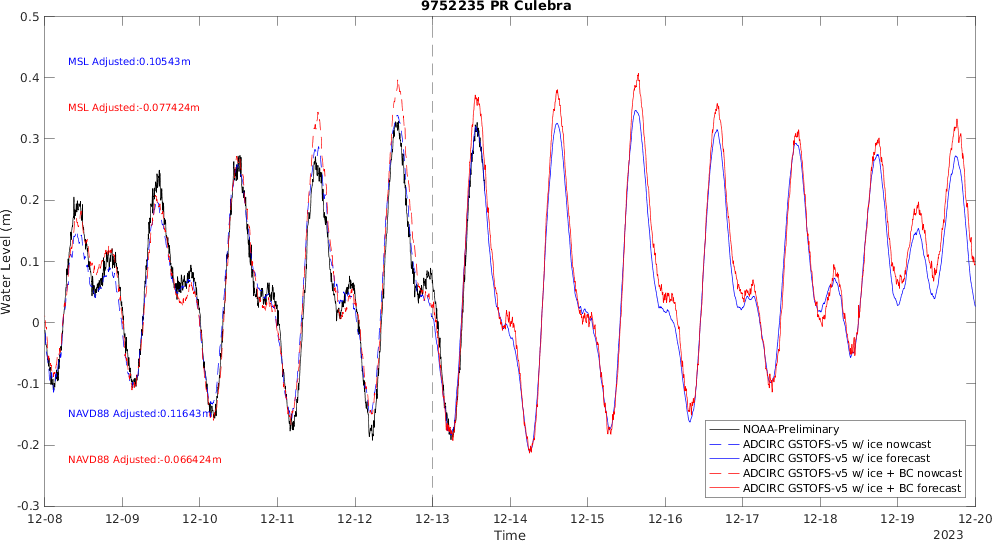 9752235 PR Culebra
0.5
0.4
0.3
0.2
0.1
0
-0.1
-0.2
-0.3
Water Level (m)
MSL Adjusted:0.10543m
MSL Adjusted:-0.077424m
NAVD88 Adjusted:0.11643m
NAVD88 Adjusted:-0.066424m
NOAA-Preliminary
ADCIRC GSTOFS-v5 w/ ice nowcast
ADCIRC GSTOFS-v5 w/ ice forecast
ADCIRC GSTOFS-v5 w/ ice + BC nowcast
ADCIRC GSTOFS-v5 w/ ice + BC forecast
12-08 12-09 12-10 12-11 12-12 12-13 12-14 12-15 12-16 12-17 12-18 12-19 12-20
Time
2023